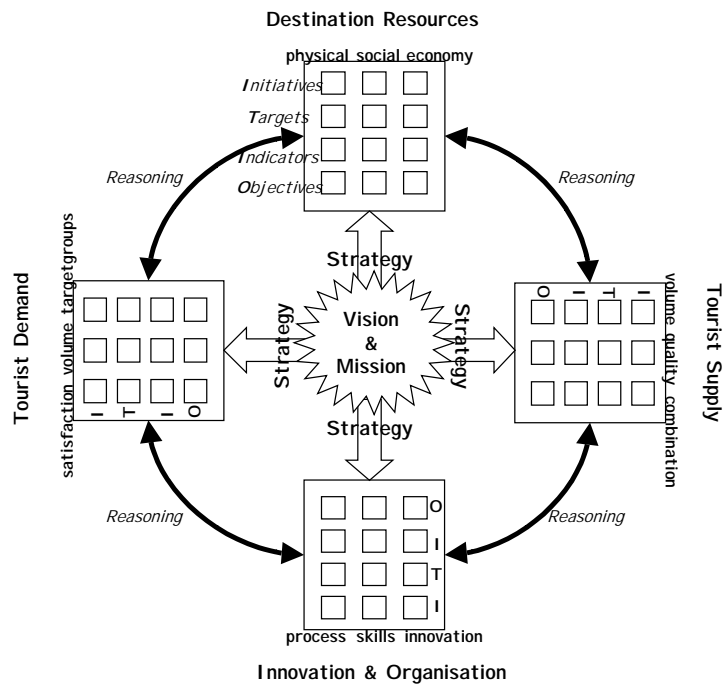 Destination Resources
physical social economy
Initiatives
Targets
Indicators
Objectives
Reasoning
Reasoning
Strategy
Tourist Demand
satisfaction volume targetgroups
I T I O
Strategy
Vision
&
Mission
Strategy
O I T I
volume quality combination
Tourist Supply
Strategy
Reasoning
Reasoning
O
I
T
I
process skills innovation
Innovation & Organisation